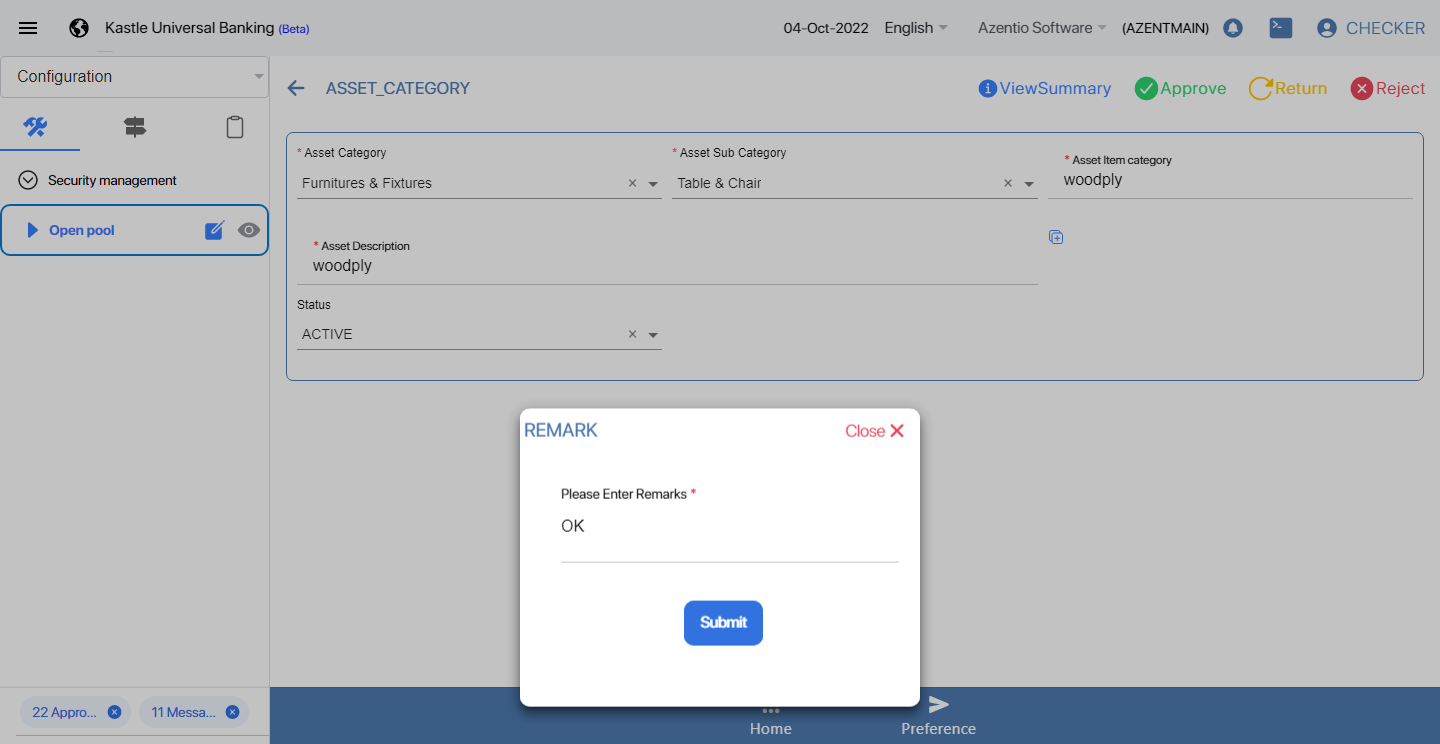 Kastle Universal Banking (Beta)
04-Oct-2022 English Azentio Software (AZENTMAIN) CHECKER
Configuration
Security management
Open pool
22 Appro...
11 Messa...
ASSET_CATEGORY
ViewSummary Approve Return Reject
* Asset Category
Furnitures & Fixtures
* Asset Sub Category
Table & Chair
* Asset Item category
woodply
* Asset Description
woodply
Status
ACTIVE
REMARK
Close
Please Enter Remarks *
OK
Submit
Home
Preference